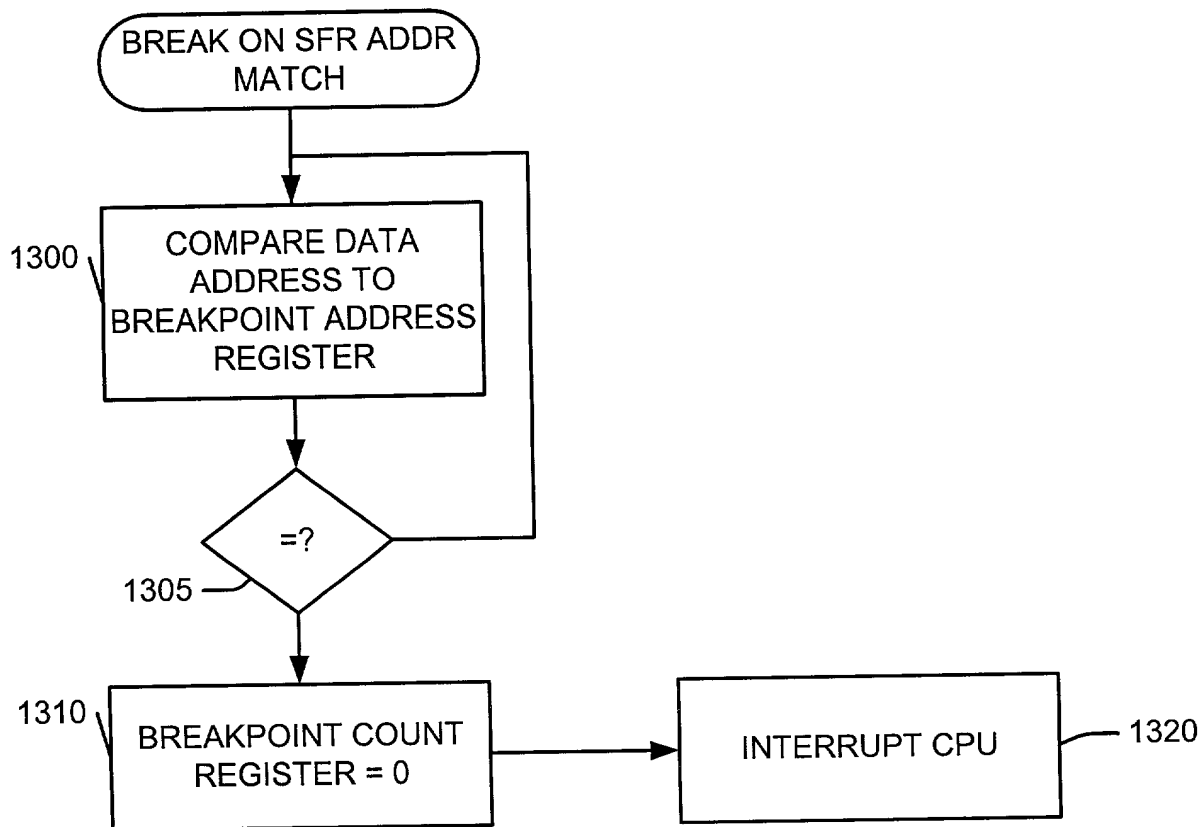 BREAK ON SFR ADDR
MATCH
1300
COMPARE DATA
ADDRESS TO
BREAKPOINT ADDRESS
REGISTER
=?
1305
1310
BREAKPOINT COUNT
REGISTER = 0
INTERRUPT CPU
1320